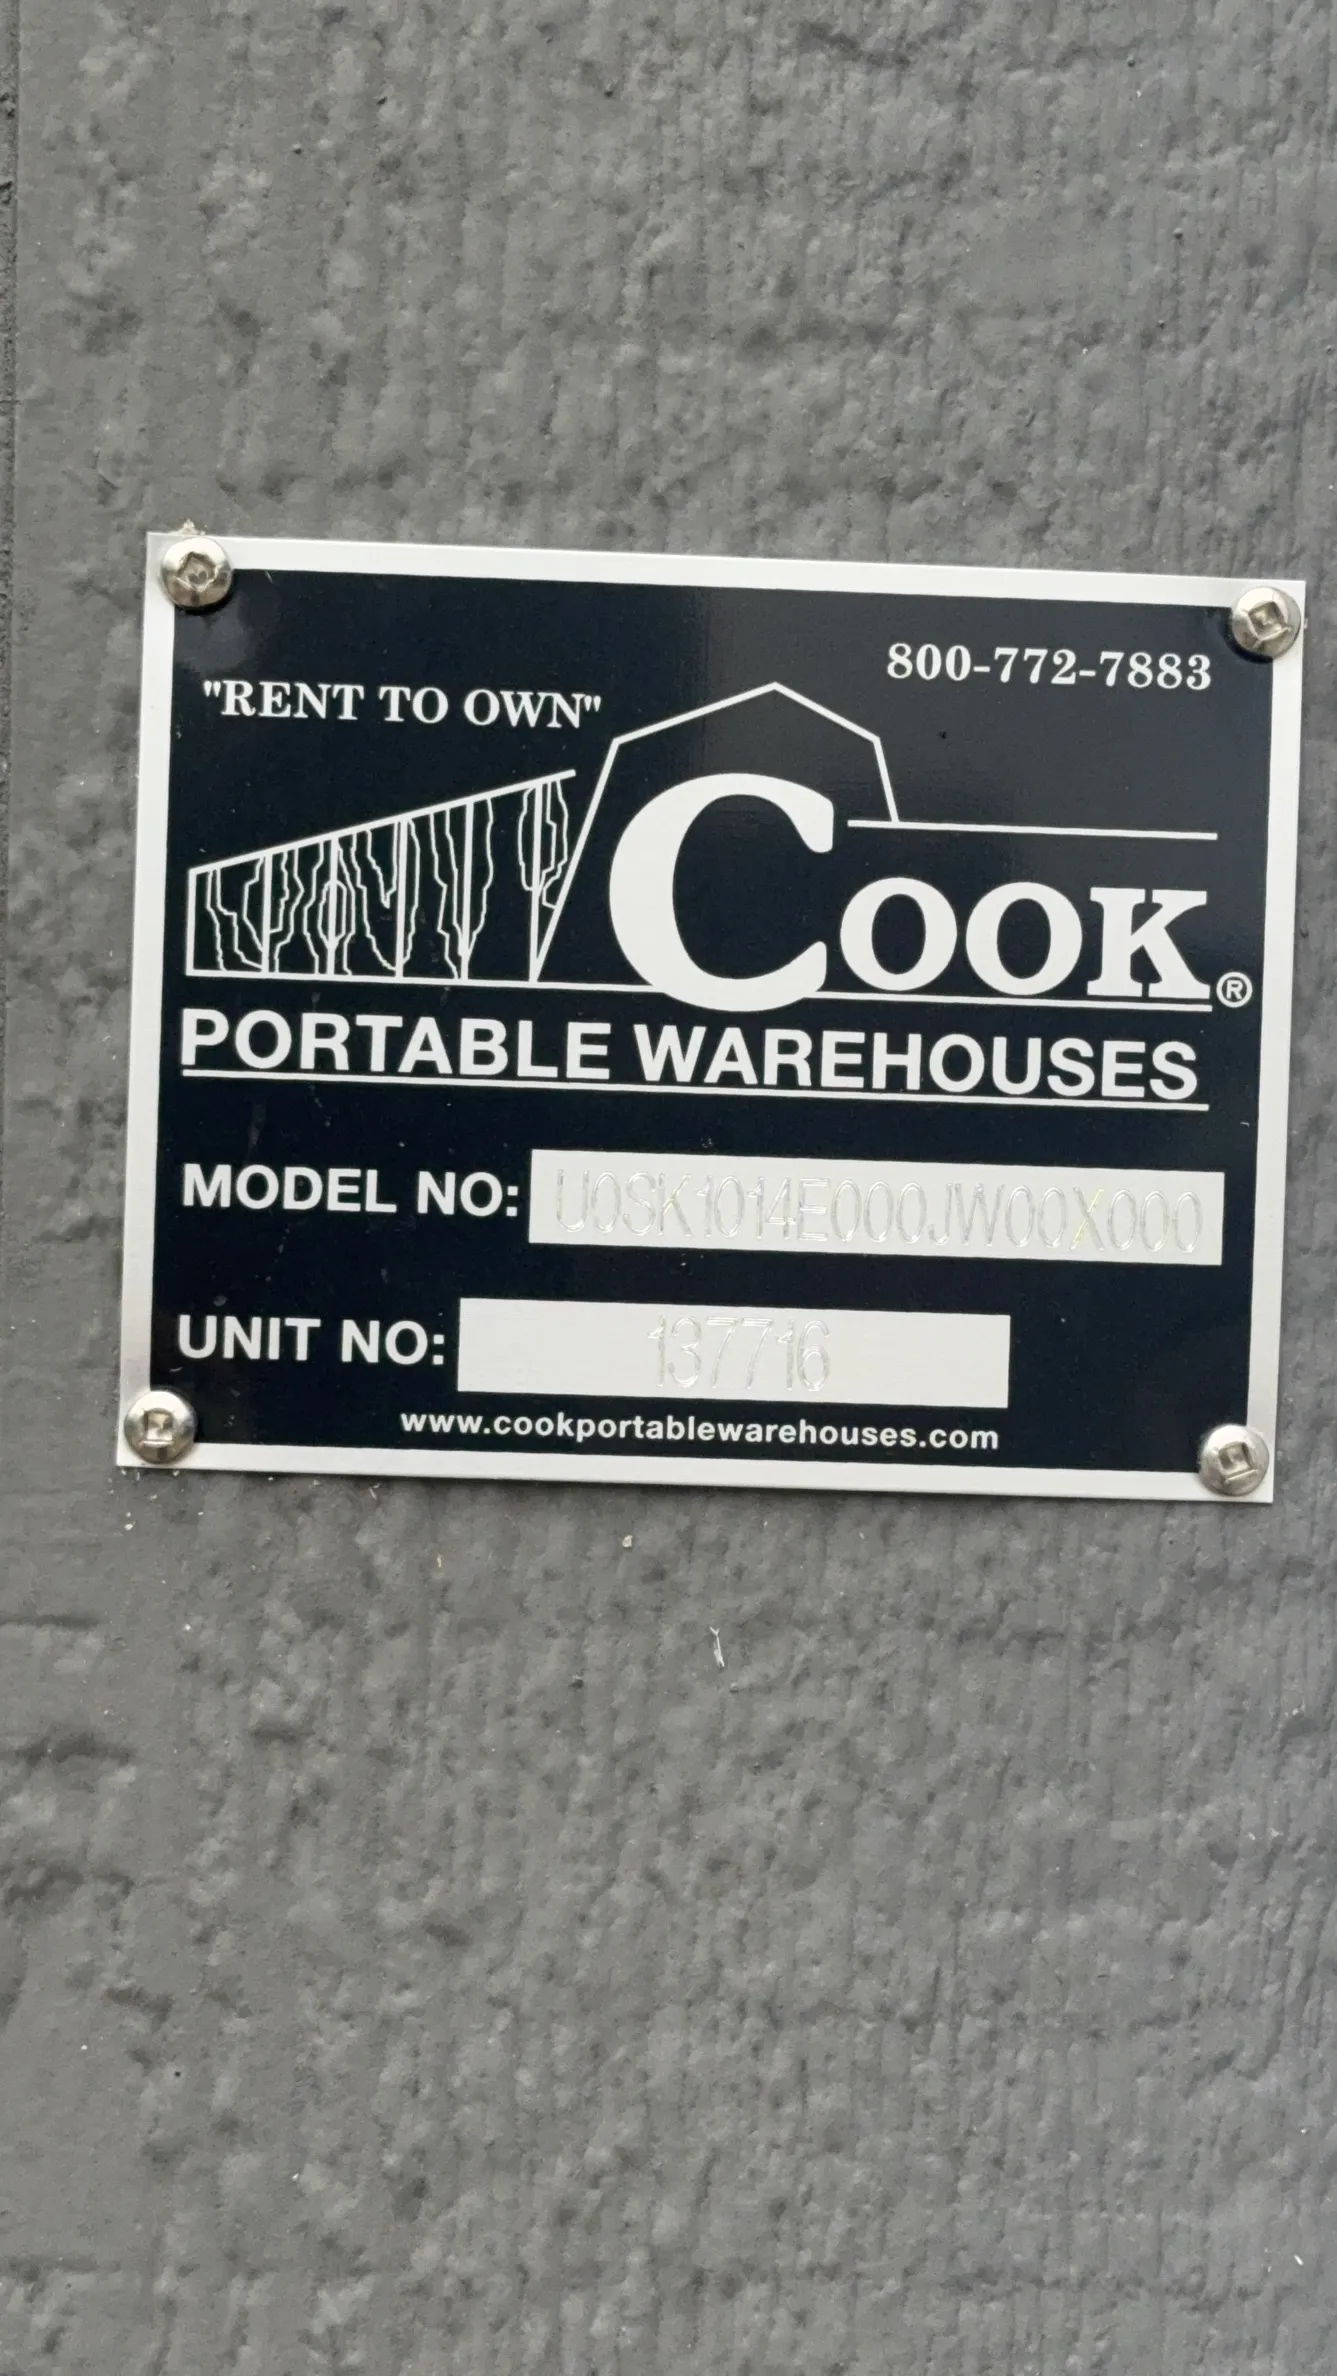 800-772-7883
"RENT TO OWN"
COOK®
PORTABLE WAREHOUSES
MODEL NO: U0SK1014E000JW00X000
UNIT NO: 137716
www.cookportablewarehouses.com